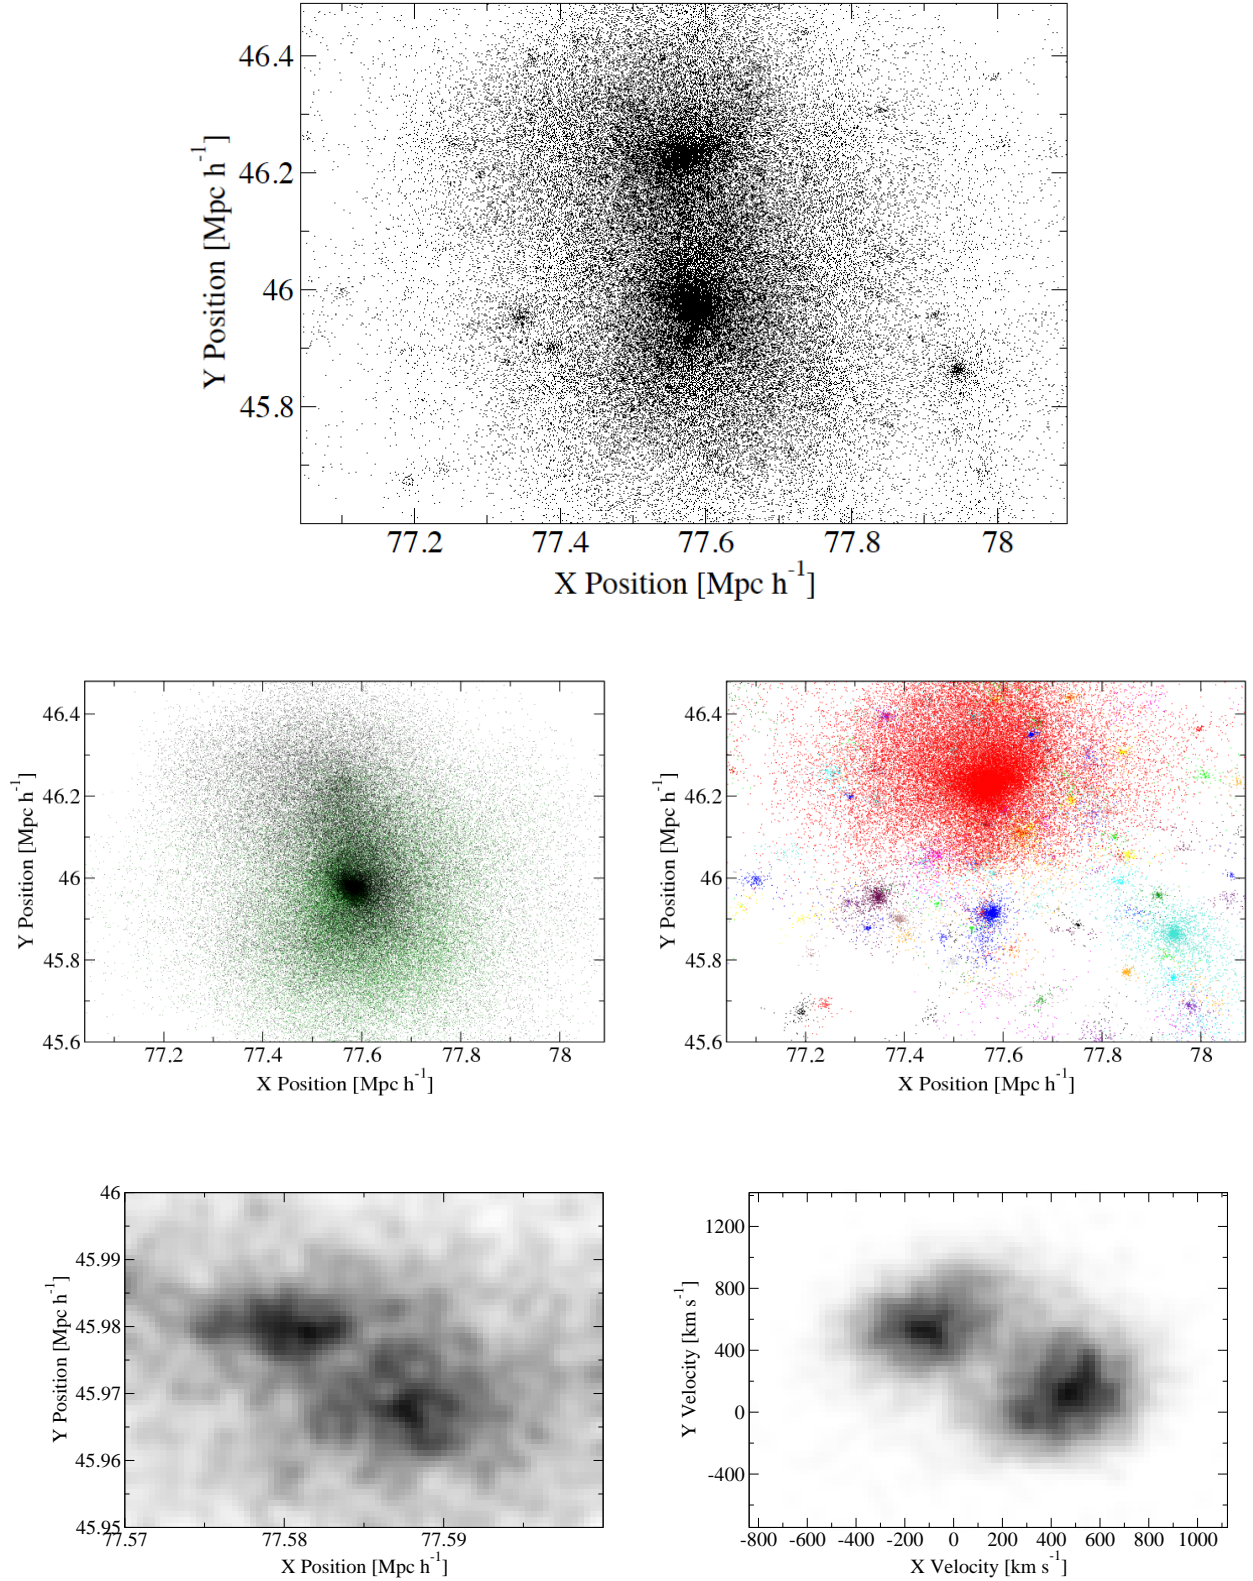 46.4
46.2
46
45.8
Y Position [Mpc h⁻¹]
77.2 77.4 77.6 77.8 78
X Position [Mpc h⁻¹]
46.4
46.2
46
45.8
45.6
Y Position [Mpc h⁻¹]
77.2 77.4 77.6 77.8 78
X Position [Mpc h⁻¹]
46.4
46.2
46
45.8
45.6
Y Position [Mpc h⁻¹]
77.2 77.4 77.6 77.8 78
X Position [Mpc h⁻¹]
46
45.99
45.98
45.97
45.96
45.95
Y Position [Mpc h⁻¹]
77.57 77.58 77.59
X Position [Mpc h⁻¹]
1200
800
400
0
-400
Y Velocity [km s⁻¹]
-800 -600 -400 -200 0 200 400 600 800 1000
X Velocity [km s⁻¹]